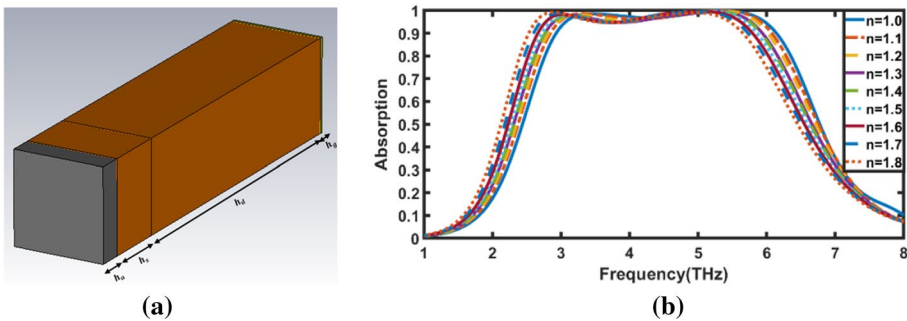 hₐ
hₛ
h_d
h_g
(a)
Absorption
1
0.9
0.8
0.7
0.6
0.5
0.4
0.3
0.2
0.1
0
n=1.0
n=1.1
n=1.2
n=1.3
n=1.4
n=1.5
n=1.6
n=1.7
n=1.8
1 2 3 4 5 6 7 8
Frequency(THz)
(b)